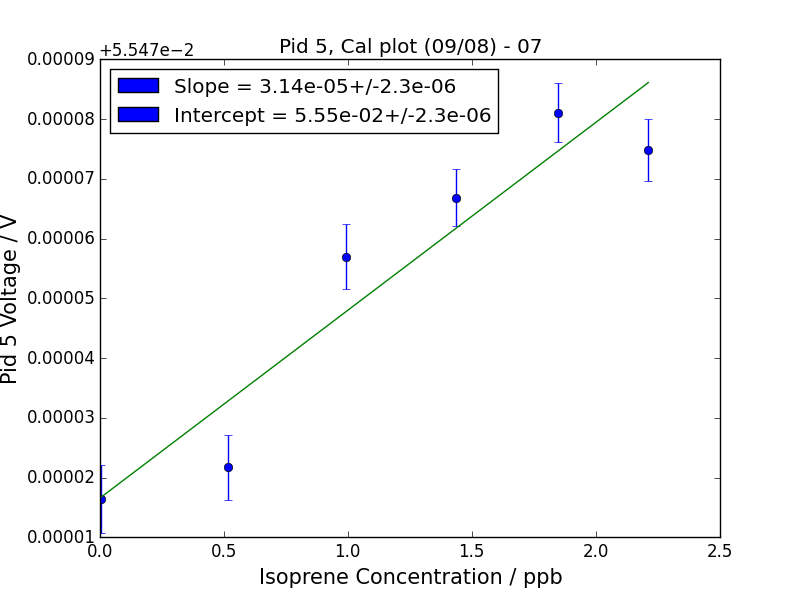 Pid 5, Cal plot (09/08) - 07
+5.547e−2
Slope = 3.14e-05+/-2.3e-06
Intercept = 5.55e-02+/-2.3e-06
0.00009
0.00008
0.00007
0.00006
0.00005
0.00004
0.00003
0.00002
0.00001
Pid 5 Voltage / V
0.0 0.5 1.0 1.5 2.0 2.5
Isoprene Concentration / ppb